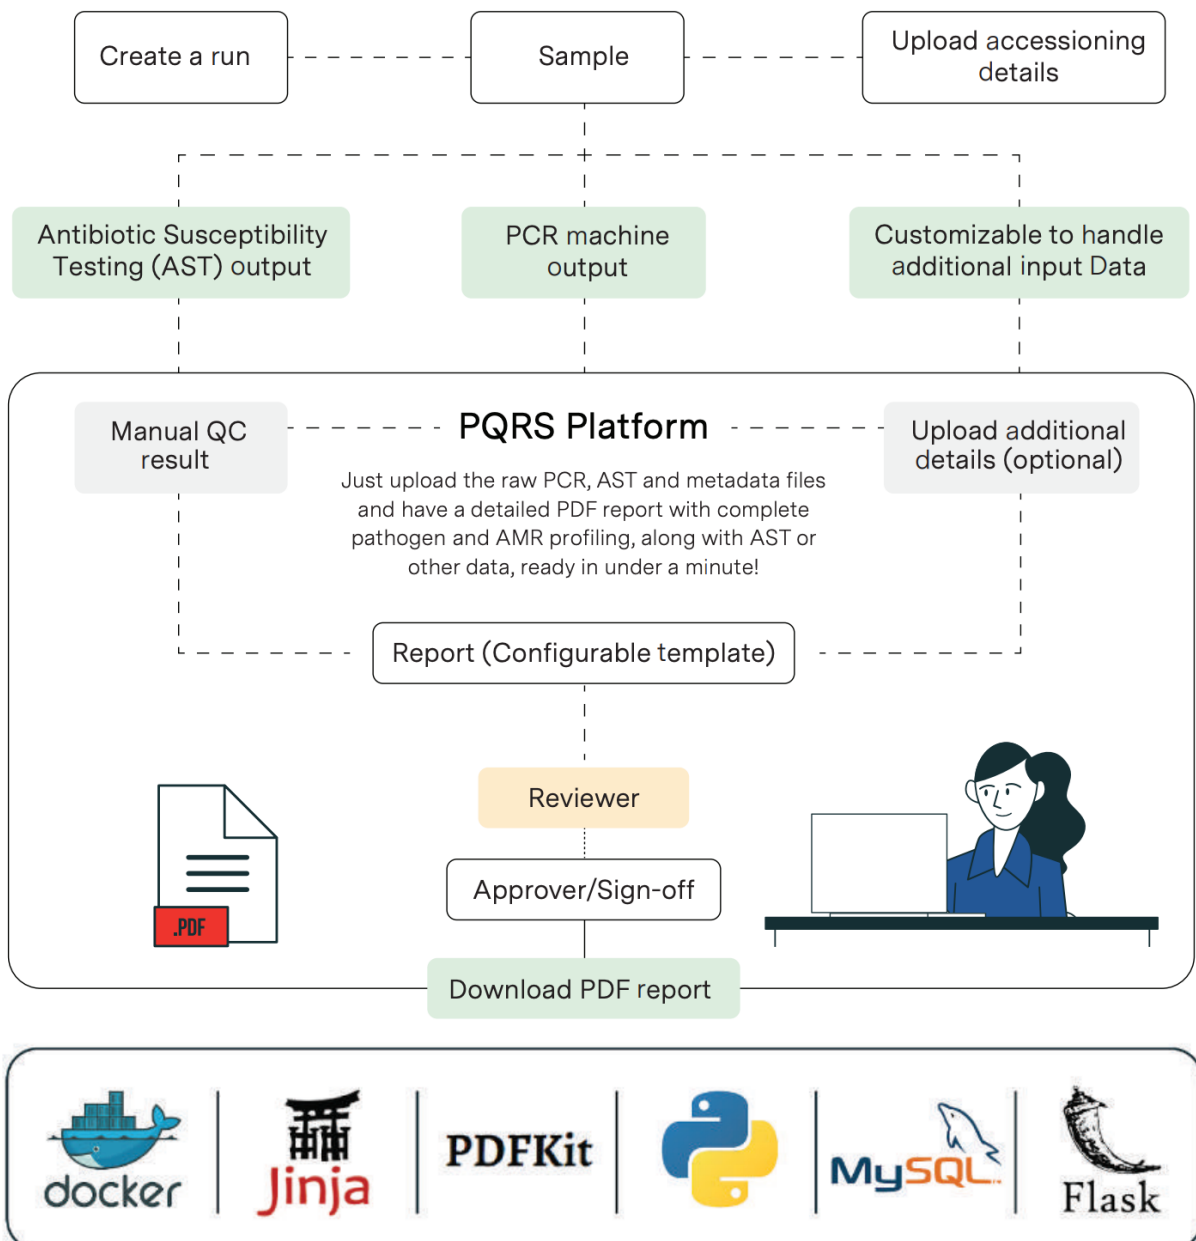 Create a run
Sample
Upload accessioning
details
Antibiotic Susceptibility
Testing (AST) output
PCR machine
output
Customizable to handle
additional input Data
Manual QC
result
PQRS Platform
Upload additional
details (optional)
Just upload the raw PCR, AST and metadata files
and have a detailed PDF report with complete
pathogen and AMR profiling, along with AST or
other data, ready in under a minute!
Report (Configurable template)
Reviewer
.PDF
Approver/Sign-off
Download PDF report
docker
Jinja
PDFKit
MySQL
Flask